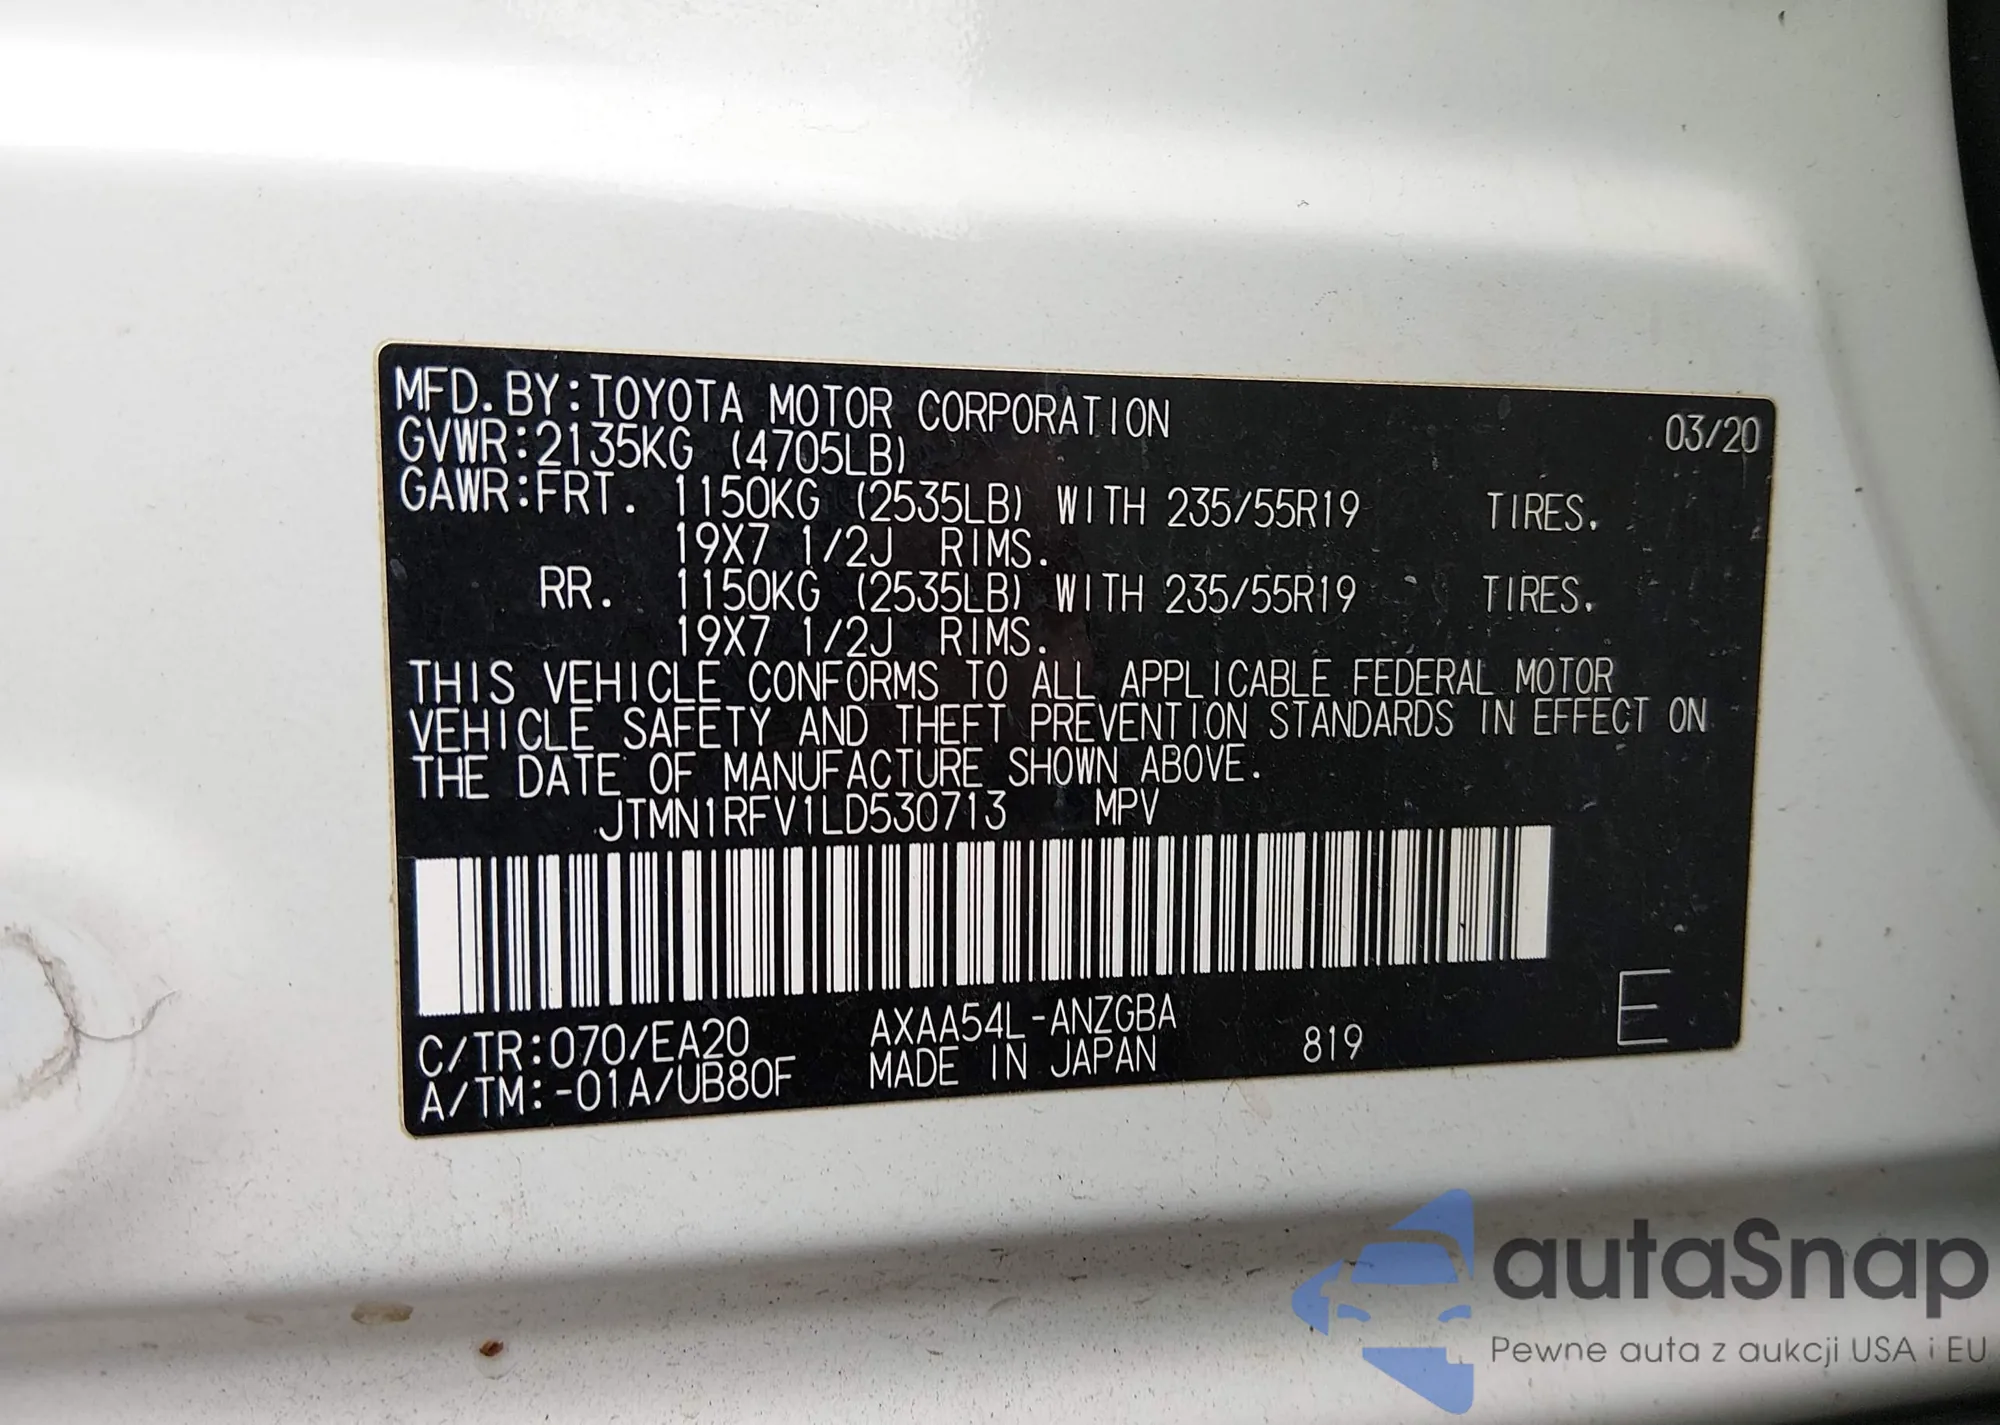 MFD. BY:TOYOTA MOTOR CORPORATION 03/20
GVWR:2135KG (4705LB)
GAWR:FRT. 1150KG (2535LB) WITH 235/55R19 TIRES.
19X7 1/2J RIMS.
RR. 1150KG (2535LB) WITH 235/55R19 TIRES.
19X7 1/2J RIMS.
THIS VEHICLE CONFORMS TO ALL APPLICABLE FEDERAL MOTOR
VEHICLE SAFETY AND THEFT PREVENTION STANDARDS IN EFFECT ON
THE DATE OF MANUFACTURE SHOWN ABOVE.
JTMN1RFV1LD530713 MPV
C/TR:070/EA20 AXAA54L-ANZGBA
A/TM:-01A/UB80F MADE IN JAPAN 819 E
autaSnap
Pewne auta z aukcji USA i EU